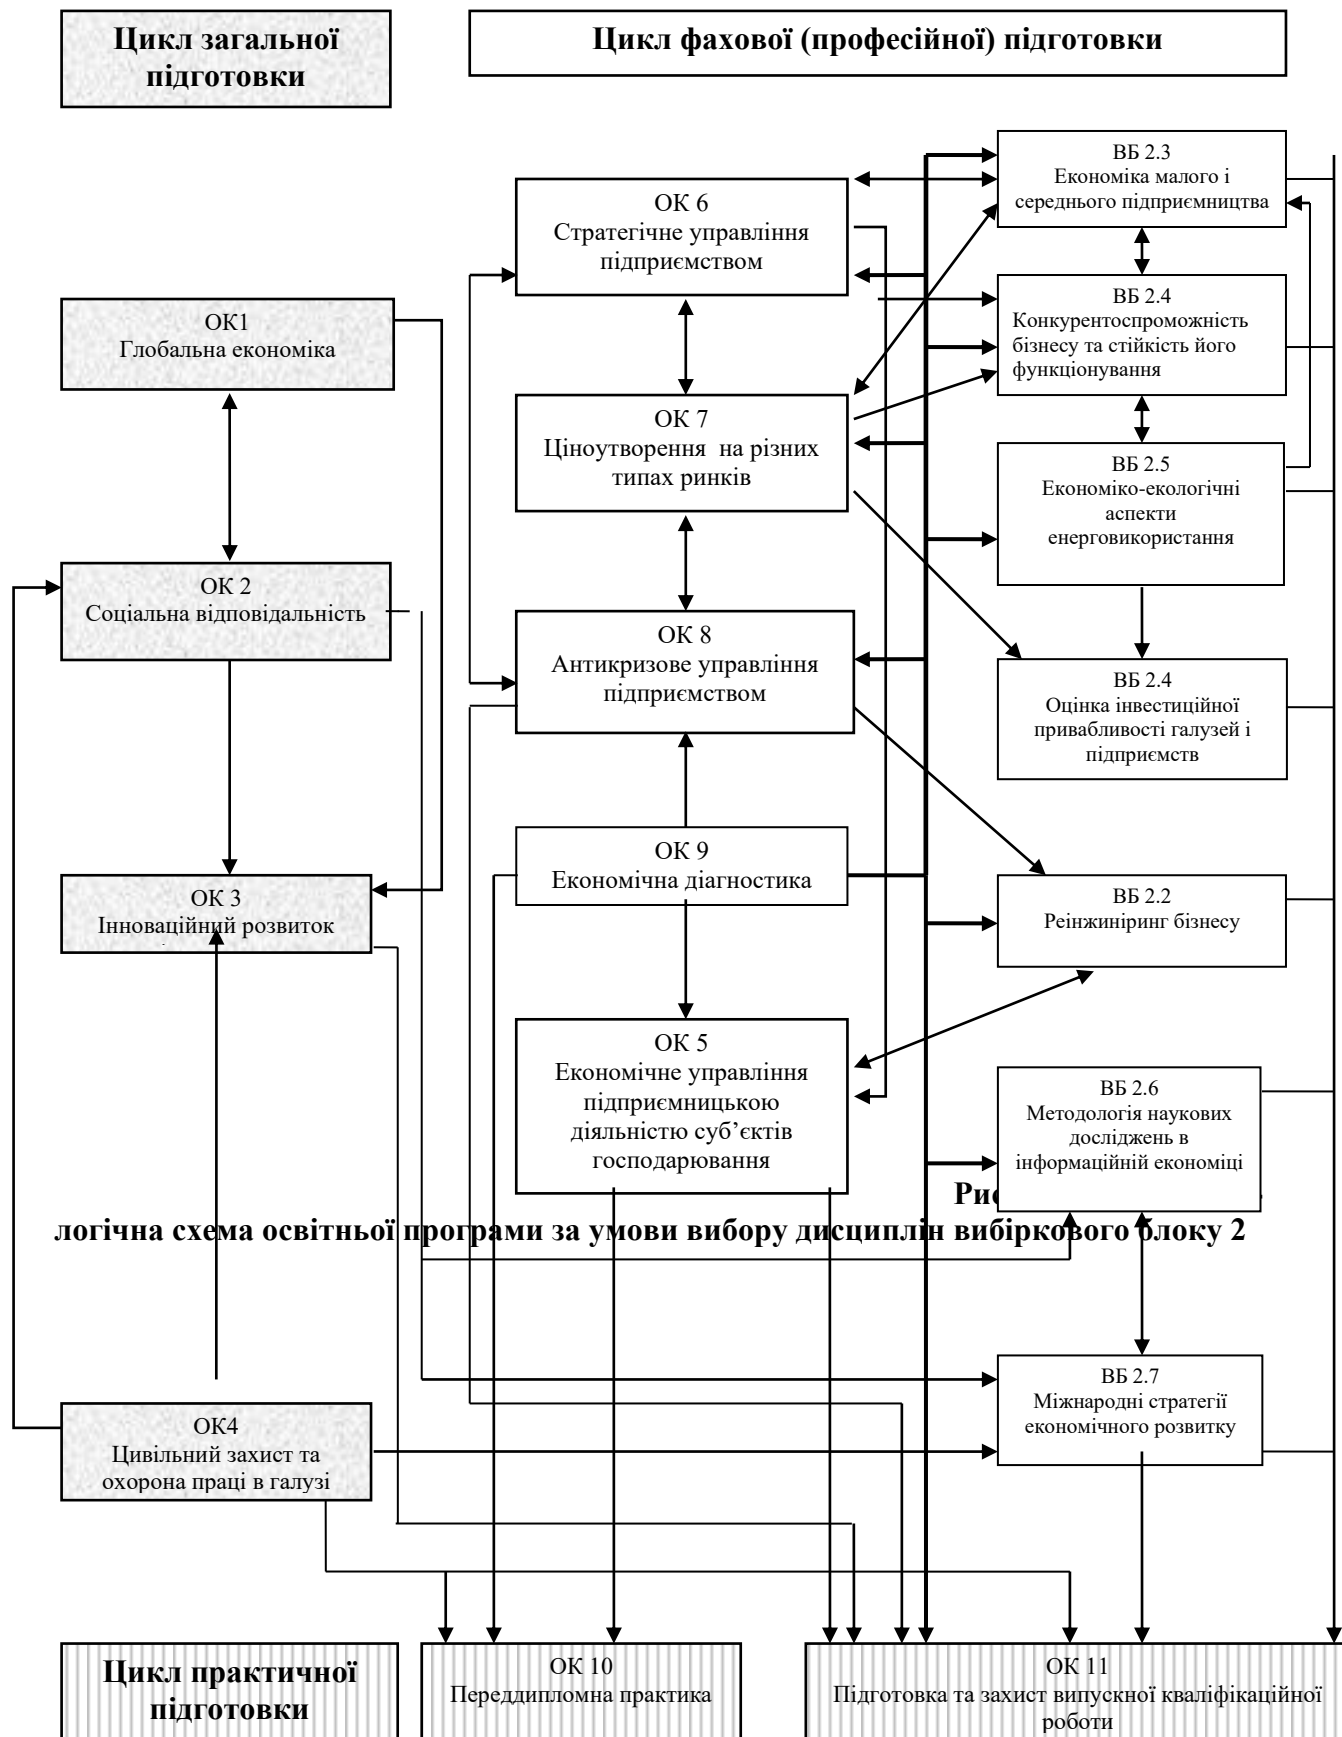 Цикл загальної
підготовки
Цикл фахової (професійної) підготовки
ОК1
Глобальна економіка
ОК 2
Соціальна відповідальність
ОК 3
Інноваційний розвиток
ОК4
Цивільний захист та
охорона праці в галузі
ОК 6
Стратегічне управління
підприємством
ОК 7
Ціноутворення на різних
типах ринків
ОК 8
Антикризове управління
підприємством
ОК 9
Економічна діагностика
ОК 5
Економічне управління
підприємницькою
діяльністю суб’єктів
господарювання
ВБ 2.3
Економіка малого і
середнього підприємництва
ВБ 2.4
Конкурентоспроможність
бізнесу та стійкість його
функціонування
ВБ 2.5
Економіко-екологічні
аспекти
енерговикористання
ВБ 2.4
Оцінка інвестиційної
привабливості галузей і
підприємств
ВБ 2.2
Реінжиніринг бізнесу
ВБ 2.6
Методологія наукових
досліджень в
інформаційній економіці
логічна схема освітньої програми за умови вибору дисциплін вибіркового блоку 2
ВБ 2.7
Міжнародні стратегії
економічного розвитку
Цикл практичної
підготовки
ОК 10
Переддипломна практика
ОК 11
Підготовка та захист випускної кваліфікаційної
роботи